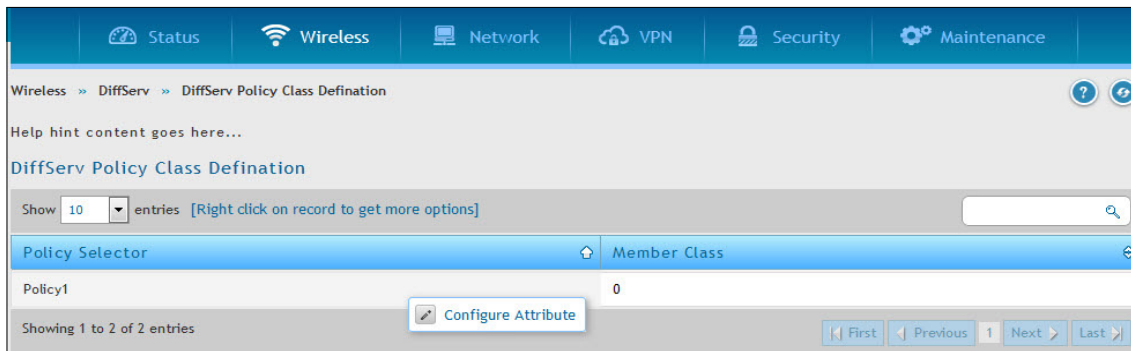 Status Wireless Network VPN Security Maintenance
Wireless » DiffServ » DiffServ Policy Class Defination
Help hint content goes here...
DiffServ Policy Class Defination
Show 10 entries [Right click on record to get more options]
Policy Selector Member Class
Policy1 0
Configure Attribute
Showing 1 to 2 of 2 entries First Previous 1 Next Last